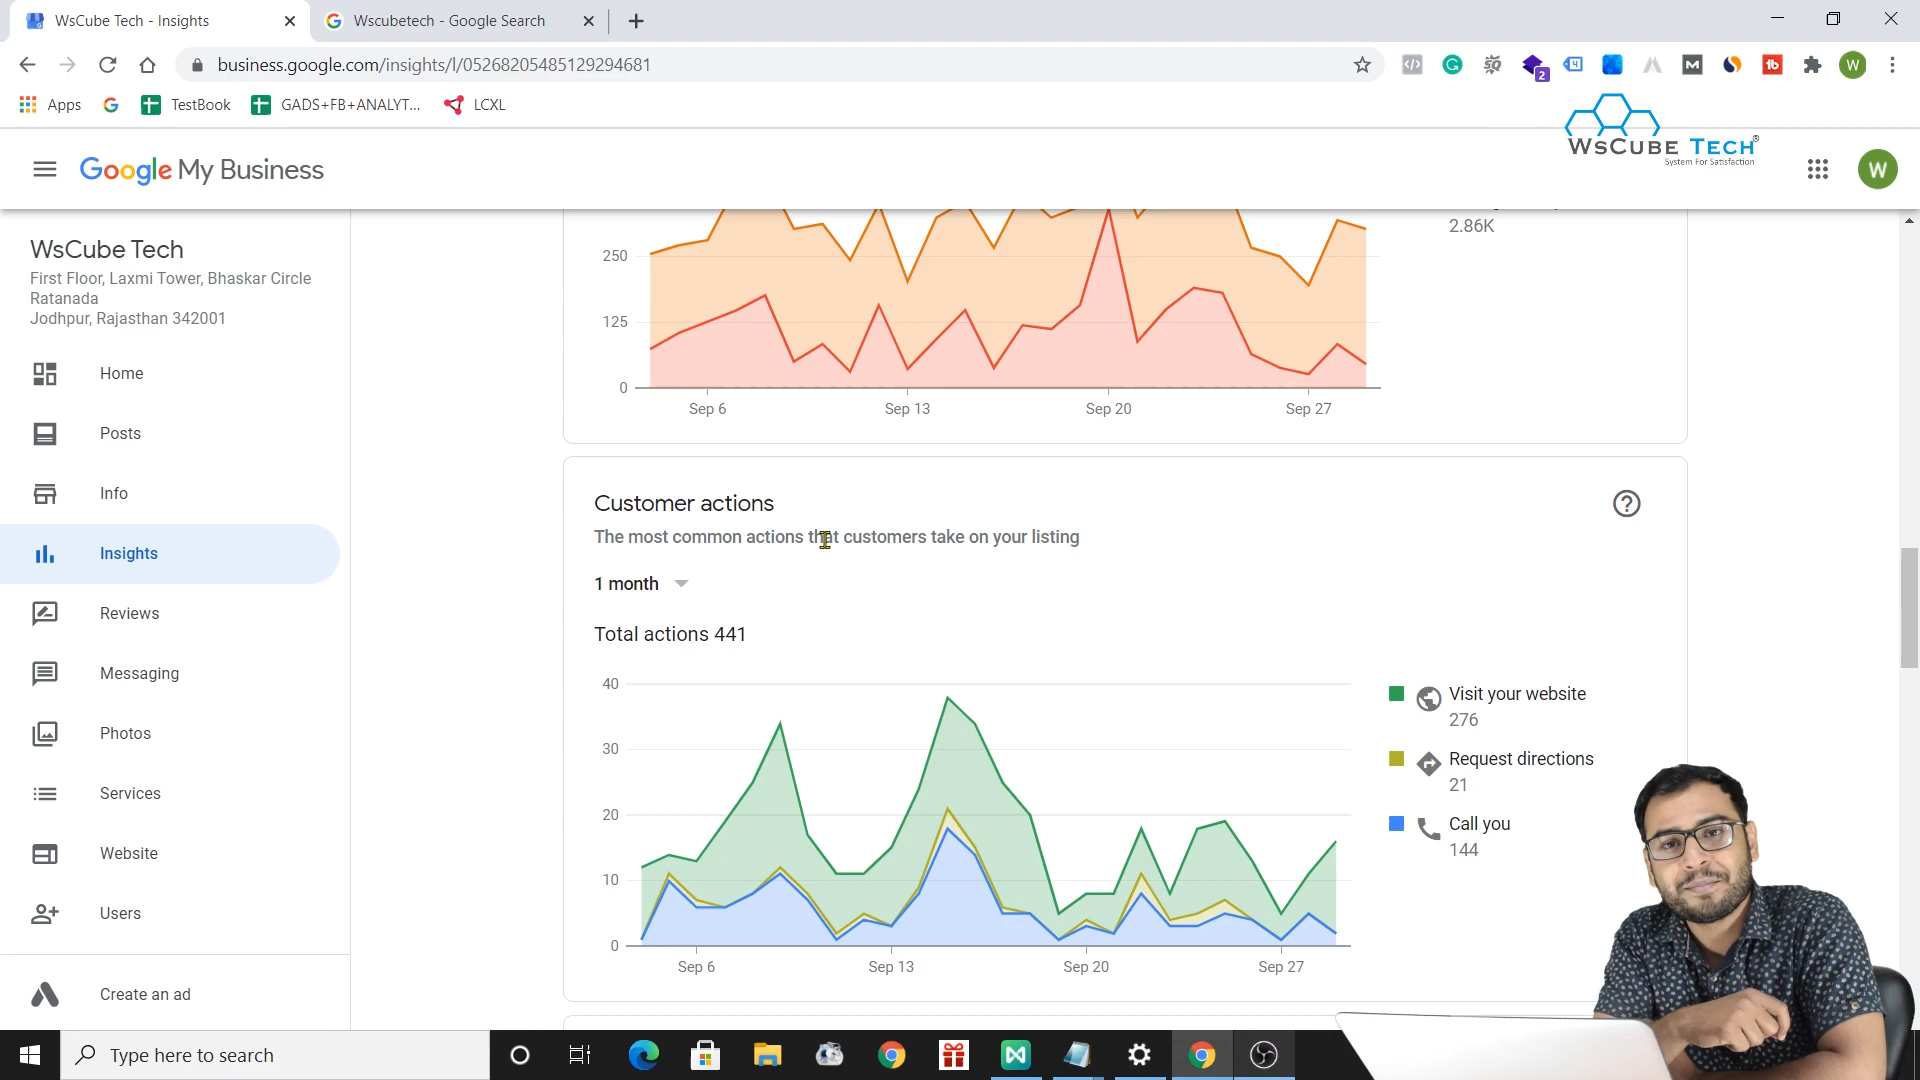 WsCube Tech - Insights
Wscubetech - Google Search
business.google.com/insights/l/05268205485129294681
2
W
Apps
TestBook
GADS+FB+ANALYT...
LCXL
Google My Business
WSCUBE TECH®
System For Satisfaction
W
WsCube Tech
First Floor, Laxmi Tower, Bhaskar Circle
Ratanada
Jodhpur, Rajasthan 342001
Home
Posts
Info
Insights
Reviews
Messaging
Photos
Services
Website
Users
Create an ad
2.86K
250
125
0
Sep 6
Sep 13
Sep 20
Sep 27
Customer actions
The most common actions that customers take on your listing
1 month
Total actions 441
40
30
20
10
0
Sep 6
Sep 13
Sep 20
Sep 27
Visit your website
276
Request directions
21
Call you
144
Type here to search